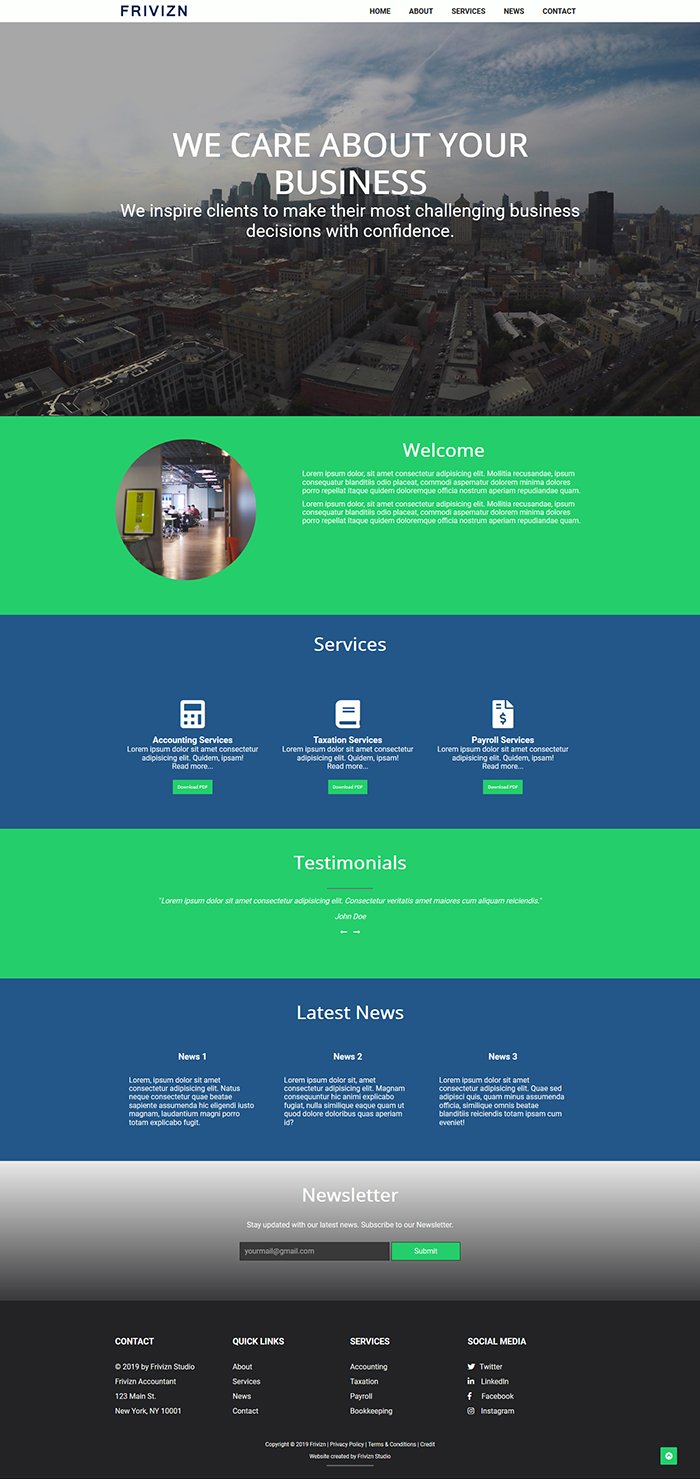 FRIVIZN
HOME ABOUT SERVICES NEWS CONTACT
WE CARE ABOUT YOUR
BUSINESS
We inspire clients to make their most challenging business
decisions with confidence.
Welcome
Lorem ipsum dolor, sit amet consectetur adipisicing elit. Mollitia recusandae, ipsum
consequatur blanditiis odio placeat, commodi aspernatur dolorem minima dolores
porro repellat itaque quidem doloremque officia nostrum aperiam repudiandae quam.
Lorem ipsum dolor, sit amet consectetur adipisicing elit. Mollitia recusandae, ipsum
consequatur blanditiis odio placeat, commodi aspernatur dolorem minima dolores
porro repellat itaque quidem doloremque officia nostrum aperiam repudiandae quam.
Services
Accounting Services
Lorem ipsum dolor sit amet consectetur
adipisicing elit. Quidem, ipsam!
Read more...
Download PDF
Taxation Services
Lorem ipsum dolor sit amet consectetur
adipisicing elit. Quidem, ipsam!
Read more...
Download PDF
Payroll Services
Lorem ipsum dolor sit amet consectetur
adipisicing elit. Quidem, ipsam!
Read more...
Download PDF
Testimonials
"Lorem ipsum dolor sit amet consectetur adipisicing elit. Consectetur veritatis amet maiores cum aliquam reiciendis."
John Doe
Latest News
News 1
Lorem, ipsum dolor sit amet
consectetur adipisicing elit. Natus
neque consectetur quae beatae
sapiente assumenda hic eligendi iusto
magnam, laudantium magni porro
totam explicabo fugit.
News 2
Lorem ipsum dolor sit, amet
consectetur adipisicing elit. Magnam
consequuntur hic animi explicabo
fugiat, nulla similique eaque quam ut
quod dolore doloribus quas aperiam
id?
News 3
Lorem ipsum dolor sit amet
consectetur adipisicing elit. Quae sed
adipisci quis, quam minus assumenda
officia, similique omnis beatae
blanditiis reiciendis totam ipsam cum
eveniet!
Newsletter
Stay updated with our latest news. Subscribe to our Newsletter.
yourmail@gmail.com Submit
CONTACT
© 2019 by Frivizn Studio
Frivizn Accountant
123 Main St.
New York, NY 10001
QUICK LINKS
About
Services
News
Contact
SERVICES
Accounting
Taxation
Payroll
Bookkeeping
SOCIAL MEDIA
Twitter
LinkedIn
Facebook
Instagram
Copyright © 2019 Frivizn | Privacy Policy | Terms & Conditions | Credit
Website created by Frivizn Studio